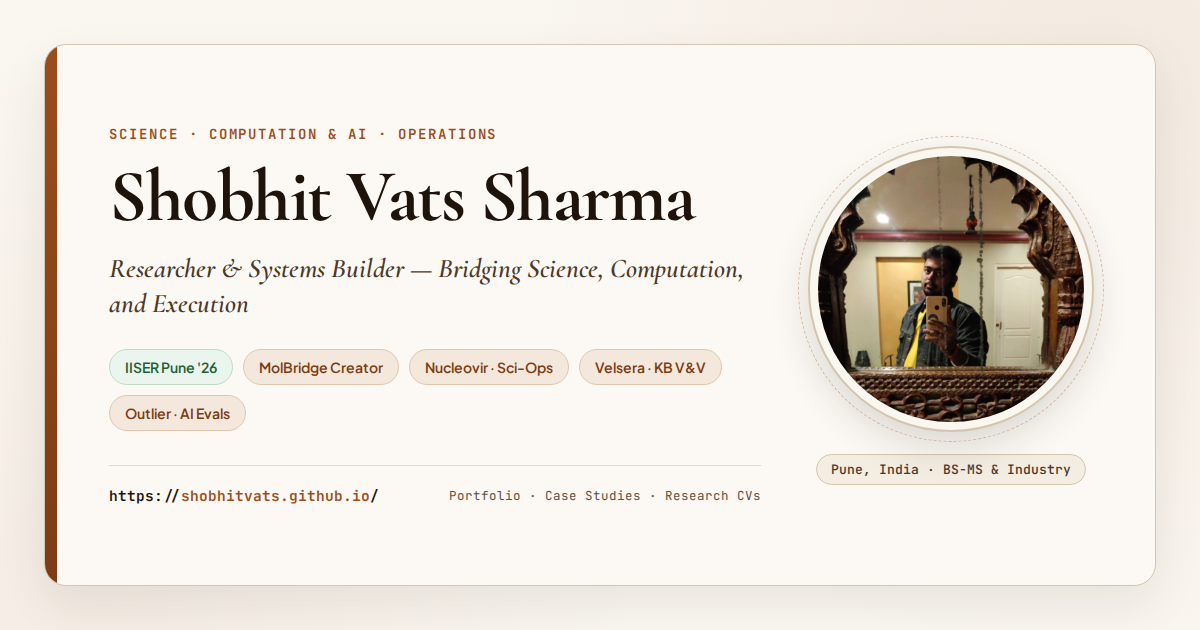 SCIENCE · COMPUTATION & AI · OPERATIONS
Shobhit Vats Sharma
Researcher & Systems Builder — Bridging Science, Computation,
and Execution
IISER Pune '26
MolBridge Creator
Nucleovir · Sci-Ops
Velsera · KB V&V
Outlier · AI Evals
https://shobhitvats.github.io/
Portfolio · Case Studies · Research CVs
Pune, India · BS-MS & Industry